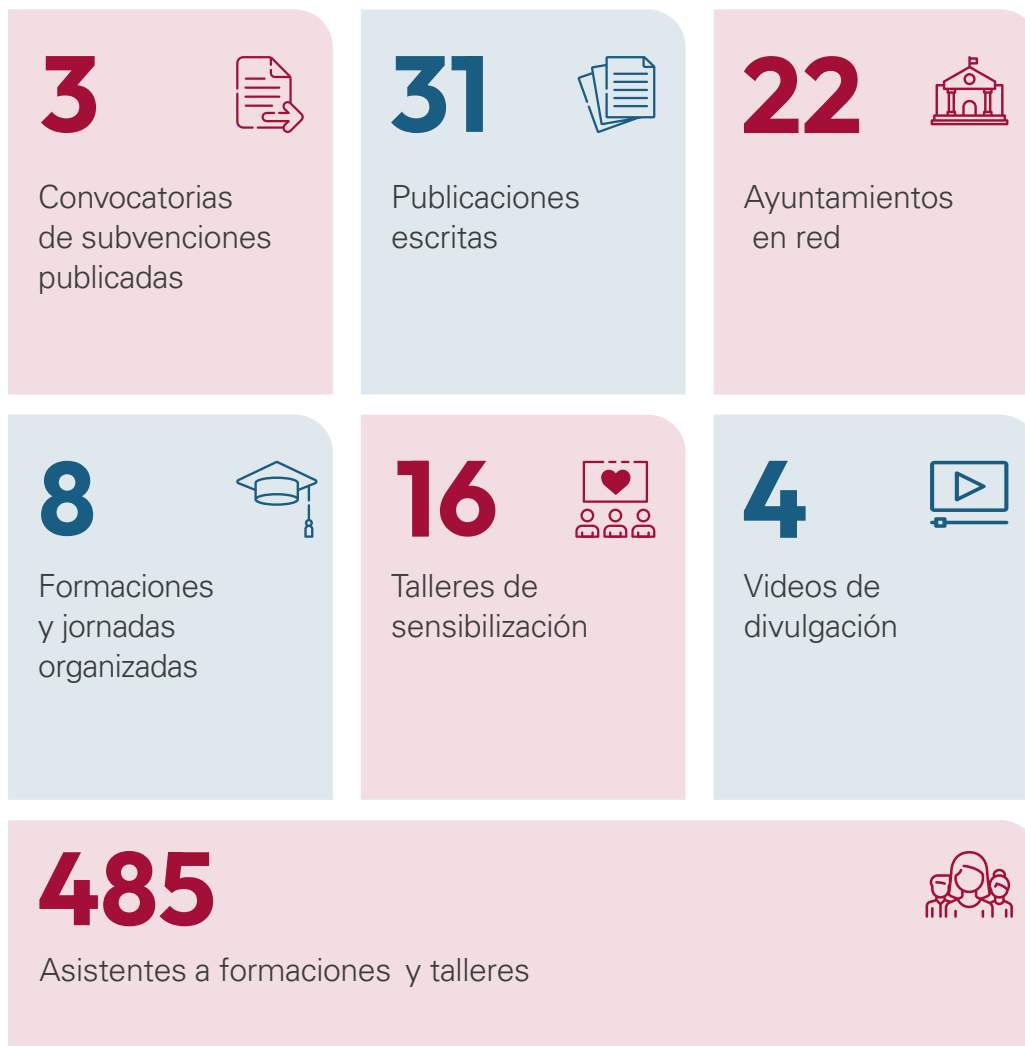 3
Convocatorias
de subvenciones
publicadas
31
Publicaciones
escritas
22
Ayuntamientos
en red
8
Formaciones
y jornadas
organizadas
16
Talleres de
sensibilización
4
Videos de
divulgación
485
Asistentes a formaciones y talleres